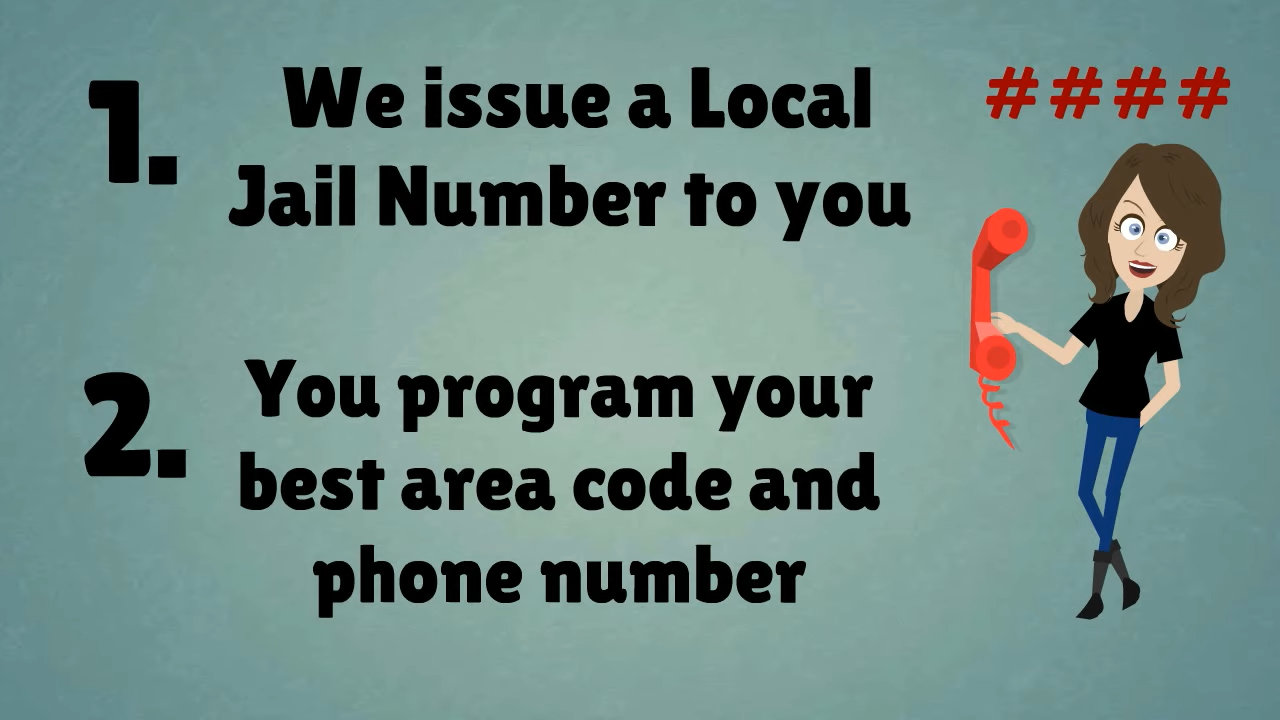 1. We issue a Local
Jail Number to you
####
2. You program your
best area code and
phone number